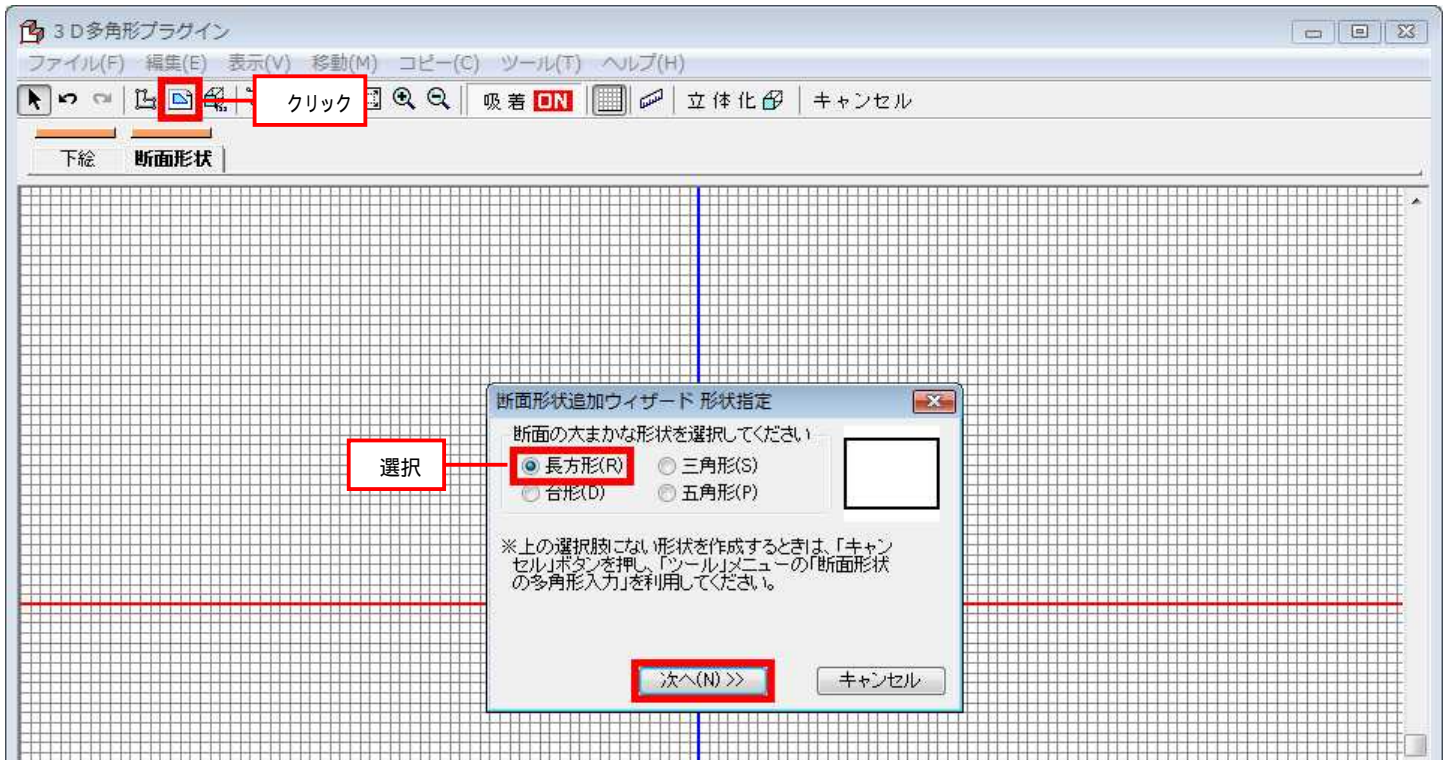 3D多角形プラグイン
ファイル(F) 編集(E) 表示(V) 移動(M) コピー(C) ツール(T) ヘルプ(H)
クリック
吸着 ON 立体化 キャンセル
下絵 断面形状
断面形状追加ウィザード 形状指定
断面の大まかな形状を選択してください
選択
長方形(R) 三角形(S)
台形(D) 五角形(P)
※上の選択肢にない形状を作成するときは、「キャン
セル」ボタンを押し、「ツール」メニューの「断面形状
の多角形入力」を利用してください。
次へ(N) >> キャンセル